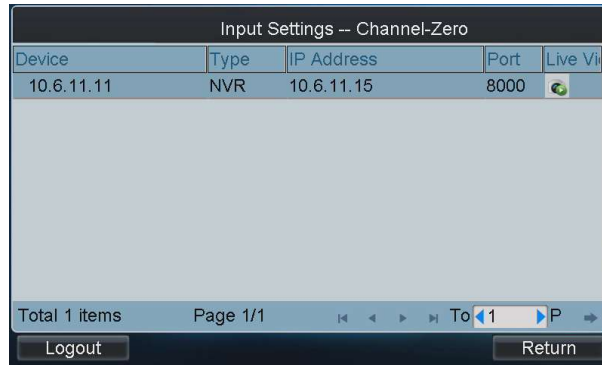 Input Settings -- Channel-Zero
Device Type IP Address Port Live Vi
10.6.11.11 NVR 10.6.11.15 8000
Total 1 items Page 1/1 To 1 P
Logout Return